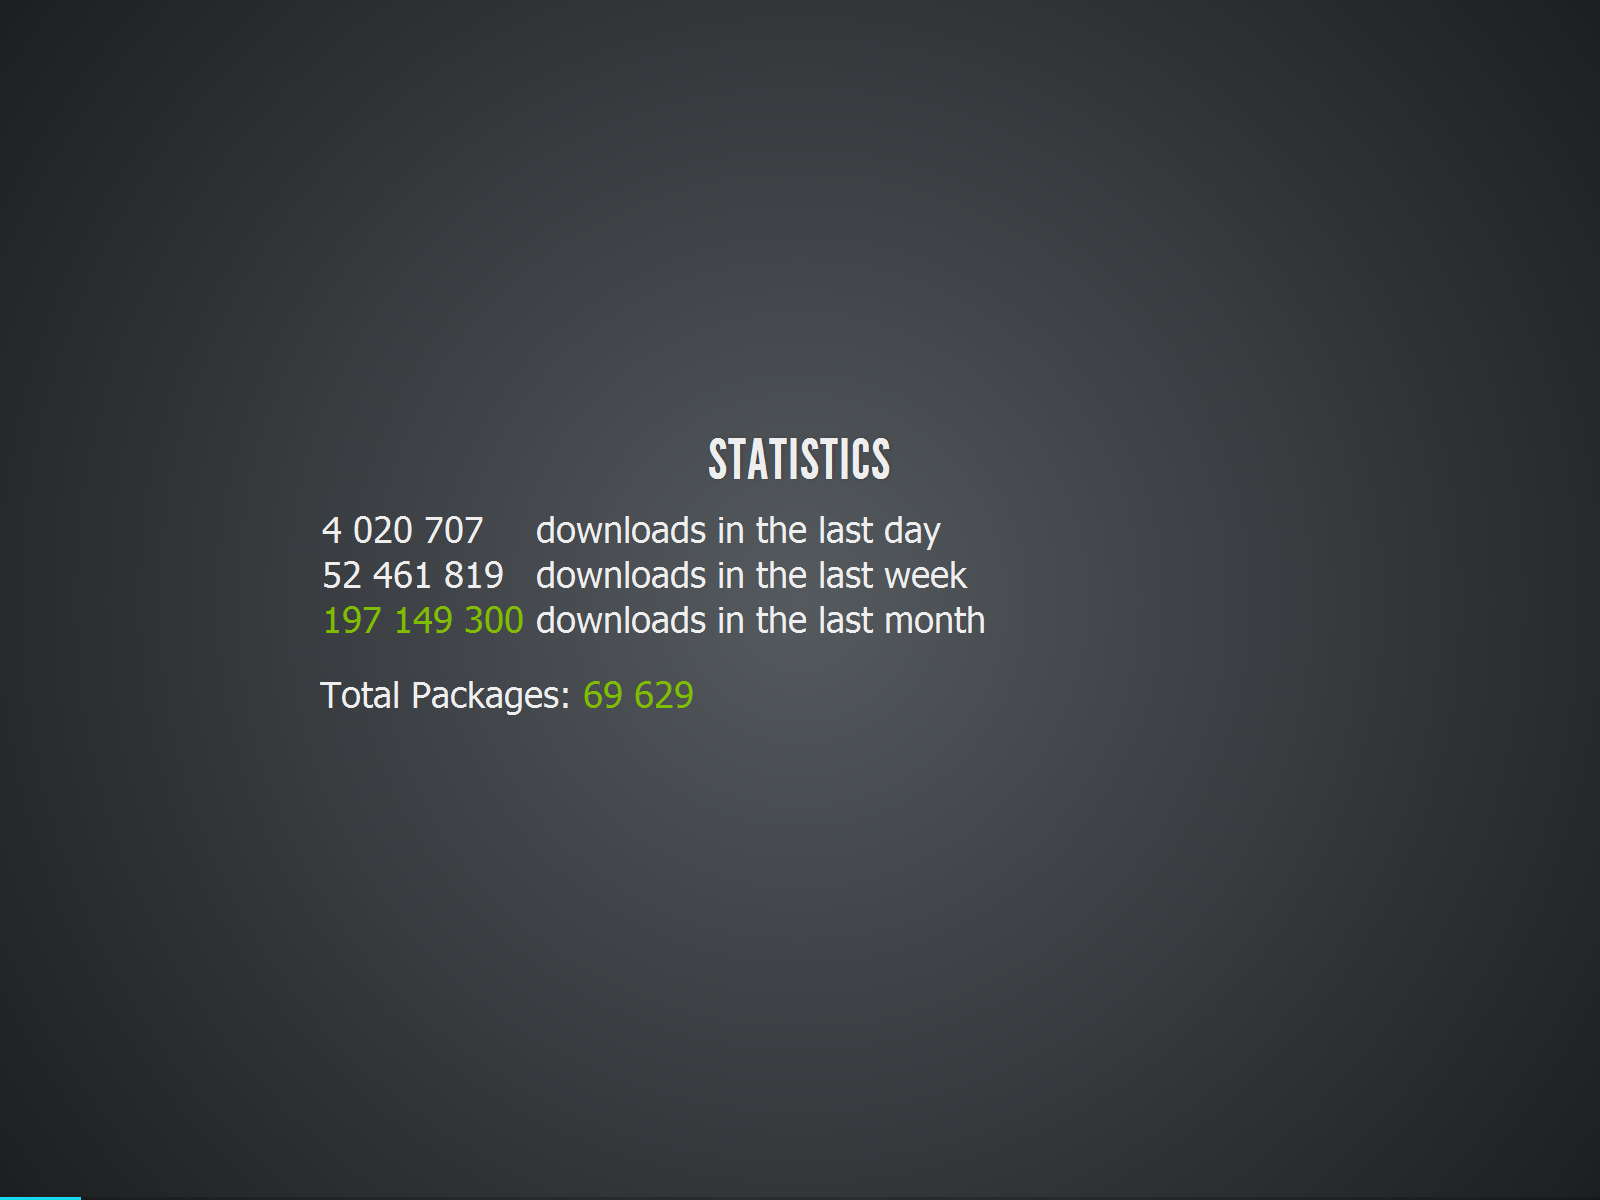 STATISTICS
4 020 707 downloads in the last day
52 461 819 downloads in the last week
197 149 300 downloads in the last month
Total Packages: 69 629